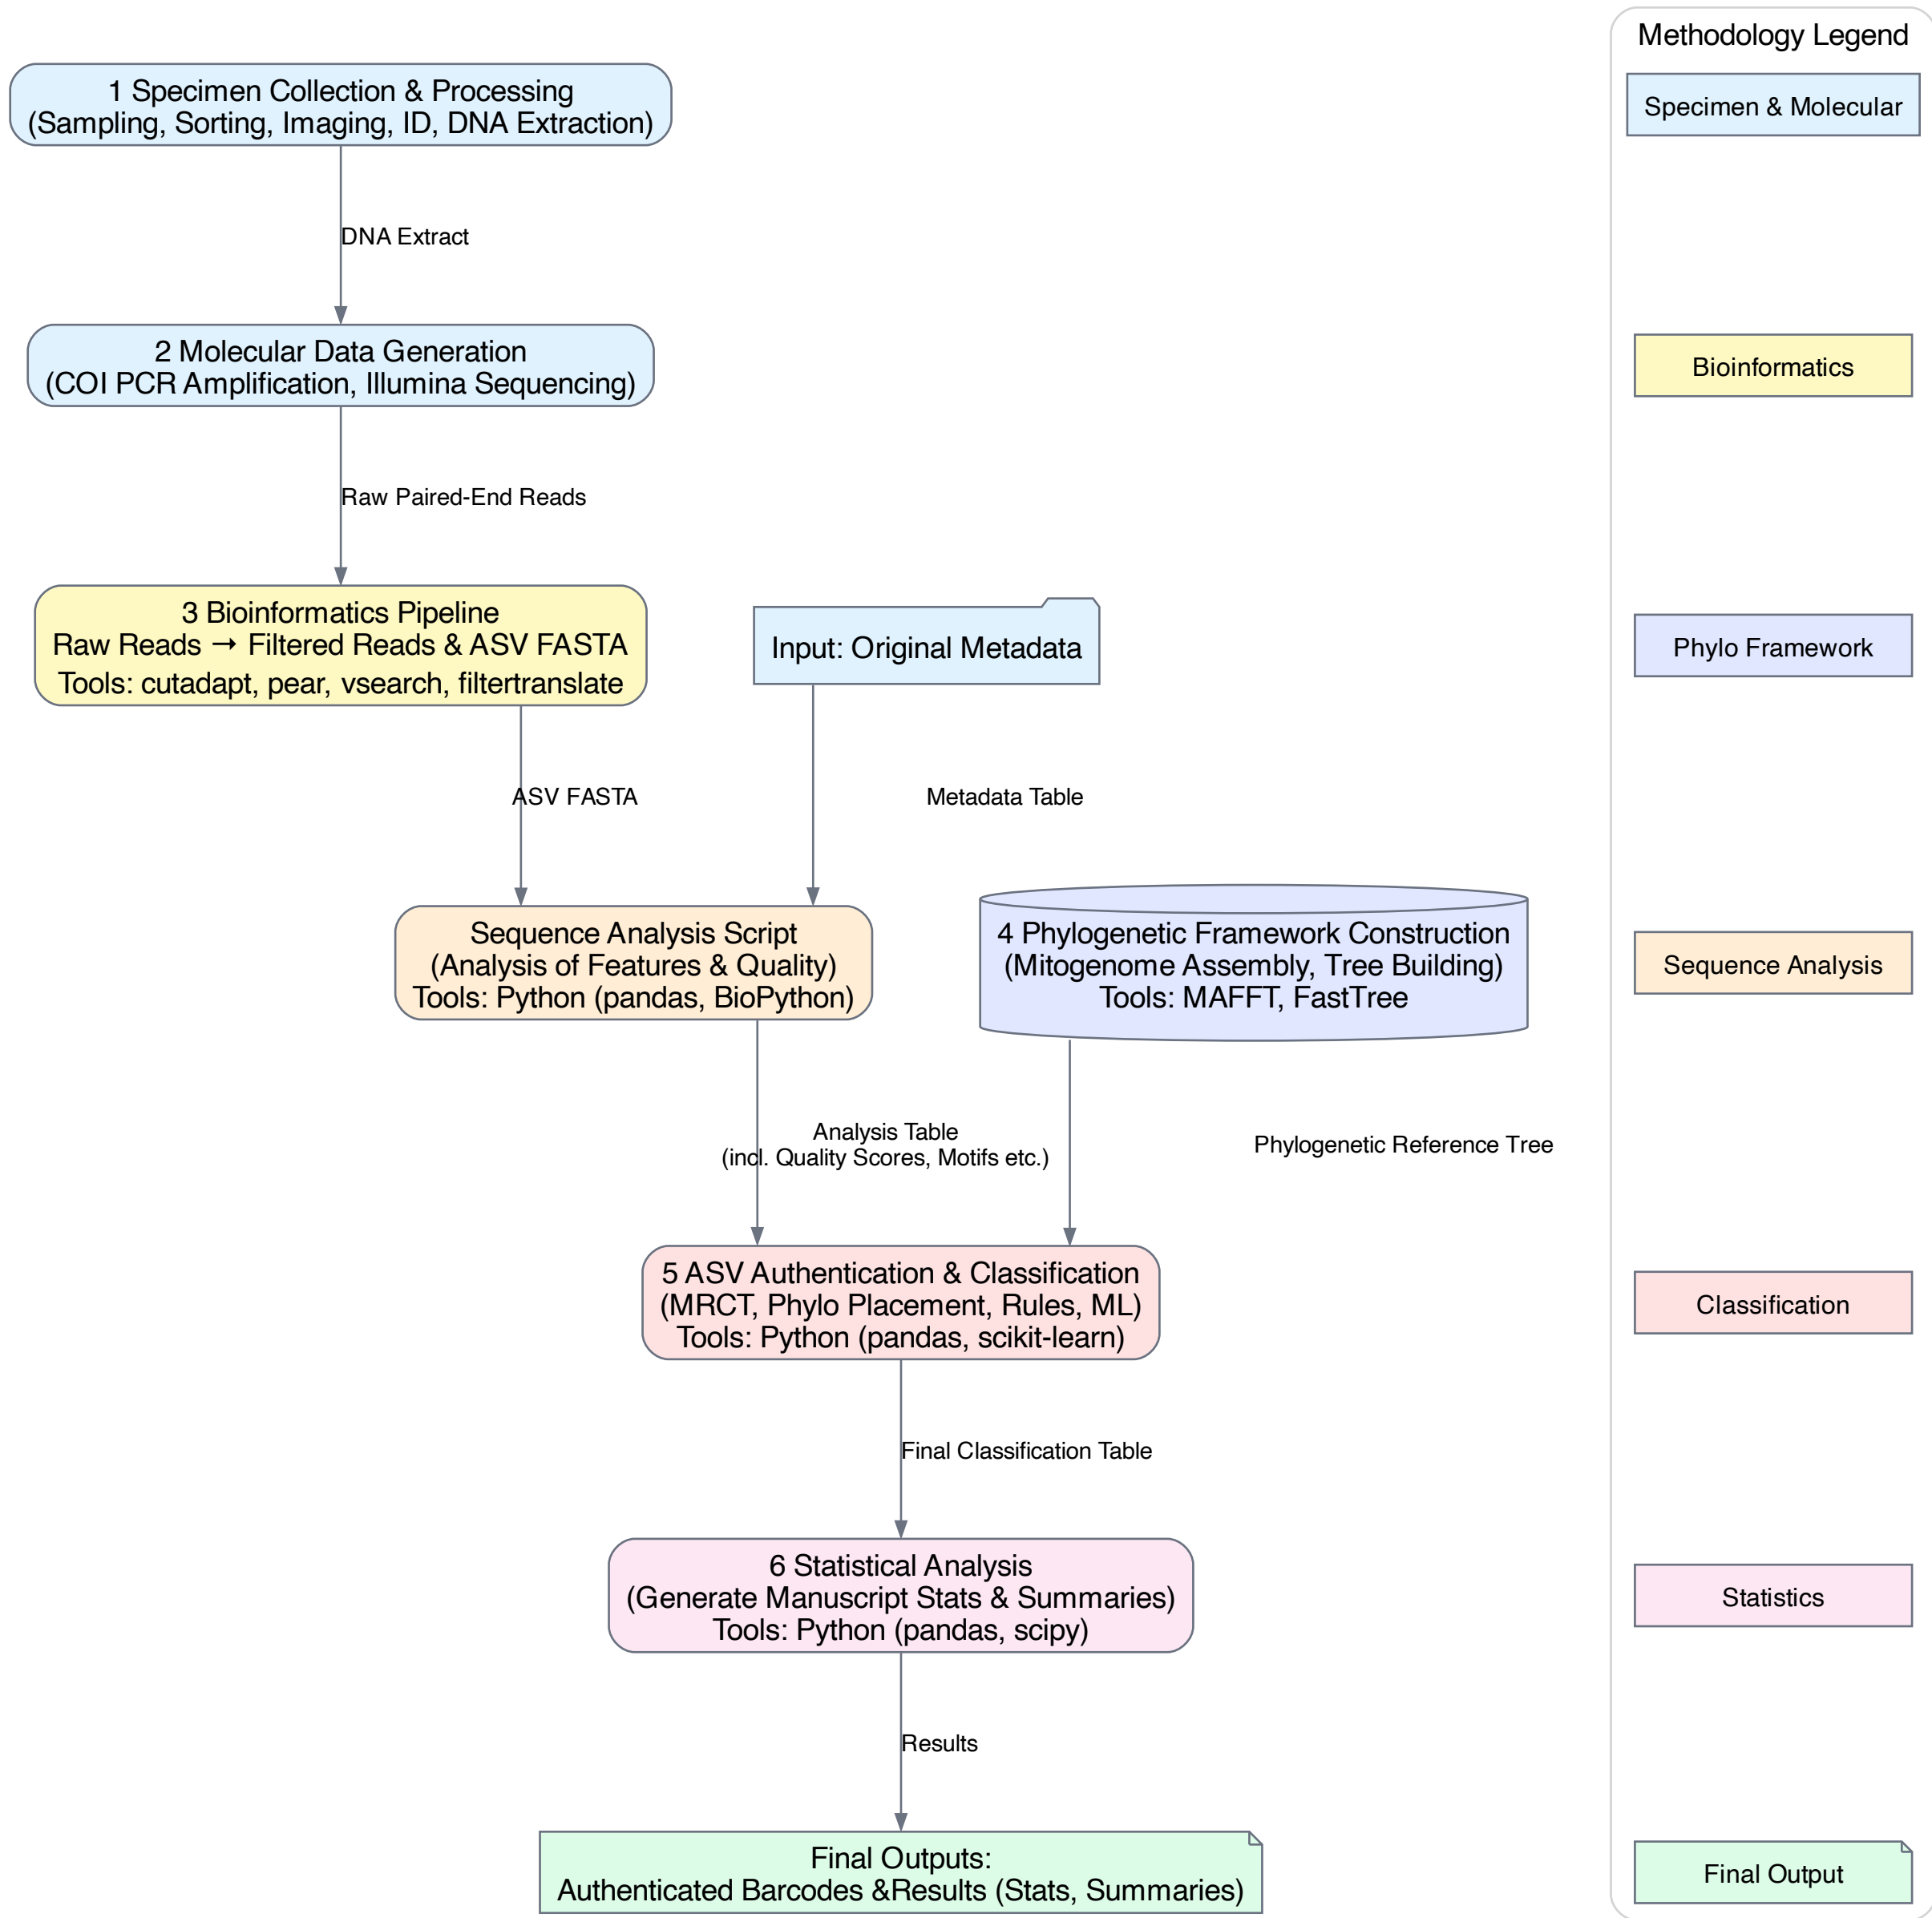 1 Specimen Collection & Processing
(Sampling, Sorting, Imaging, ID, DNA Extraction)
DNA Extract
2 Molecular Data Generation
(COI PCR Amplification, Illumina Sequencing)
Raw Paired-End Reads
3 Bioinformatics Pipeline
Raw Reads → Filtered Reads & ASV FASTA
Tools: cutadapt, pear, vsearch, filtertranslate
Input: Original Metadata
ASV FASTA
Metadata Table
Sequence Analysis Script
(Analysis of Features & Quality)
Tools: Python (pandas, BioPython)
4 Phylogenetic Framework Construction
(Mitogenome Assembly, Tree Building)
Tools: MAFFT, FastTree
Analysis Table
(incl. Quality Scores, Motifs etc.)
Phylogenetic Reference Tree
5 ASV Authentication & Classification
(MRCT, Phylo Placement, Rules, ML)
Tools: Python (pandas, scikit-learn)
Final Classification Table
6 Statistical Analysis
(Generate Manuscript Stats & Summaries)
Tools: Python (pandas, scipy)
Results
Final Outputs:
Authenticated Barcodes &Results (Stats, Summaries)
Methodology Legend
Specimen & Molecular
Bioinformatics
Phylo Framework
Sequence Analysis
Classification
Statistics
Final Output